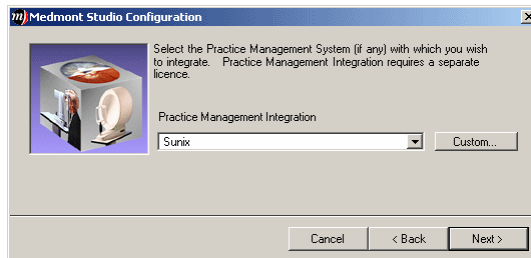 m Medmont Studio Configuration
Select the Practice Management System (if any) with which you wish
to integrate. Practice Management Integration requires a separate
licence.
Practice Management Integration
Sunix
Custom...
Cancel
< Back
Next >